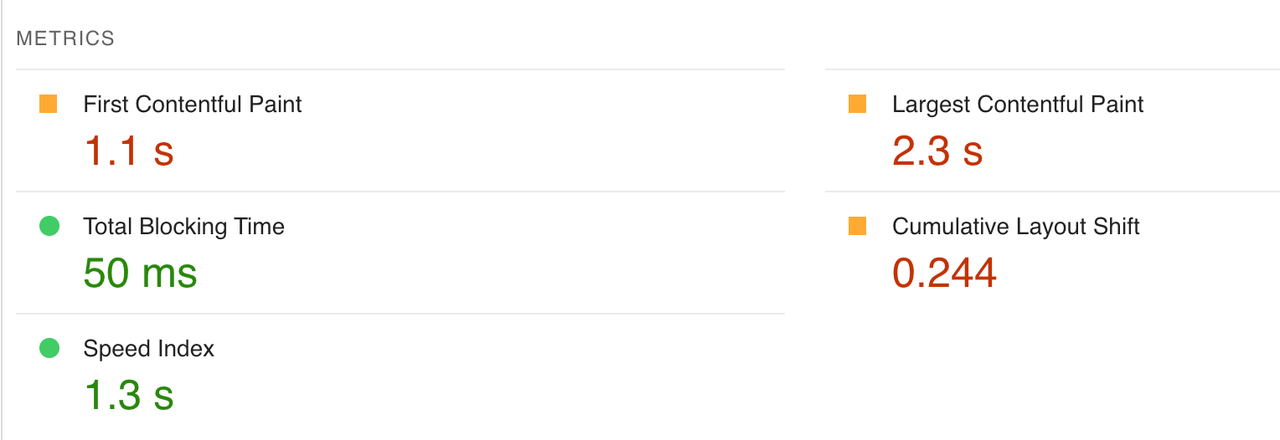 METRICS
First Contentful Paint
1.1 s
Largest Contentful Paint
2.3 s
Total Blocking Time
50 ms
Cumulative Layout Shift
0.244
Speed Index
1.3 s